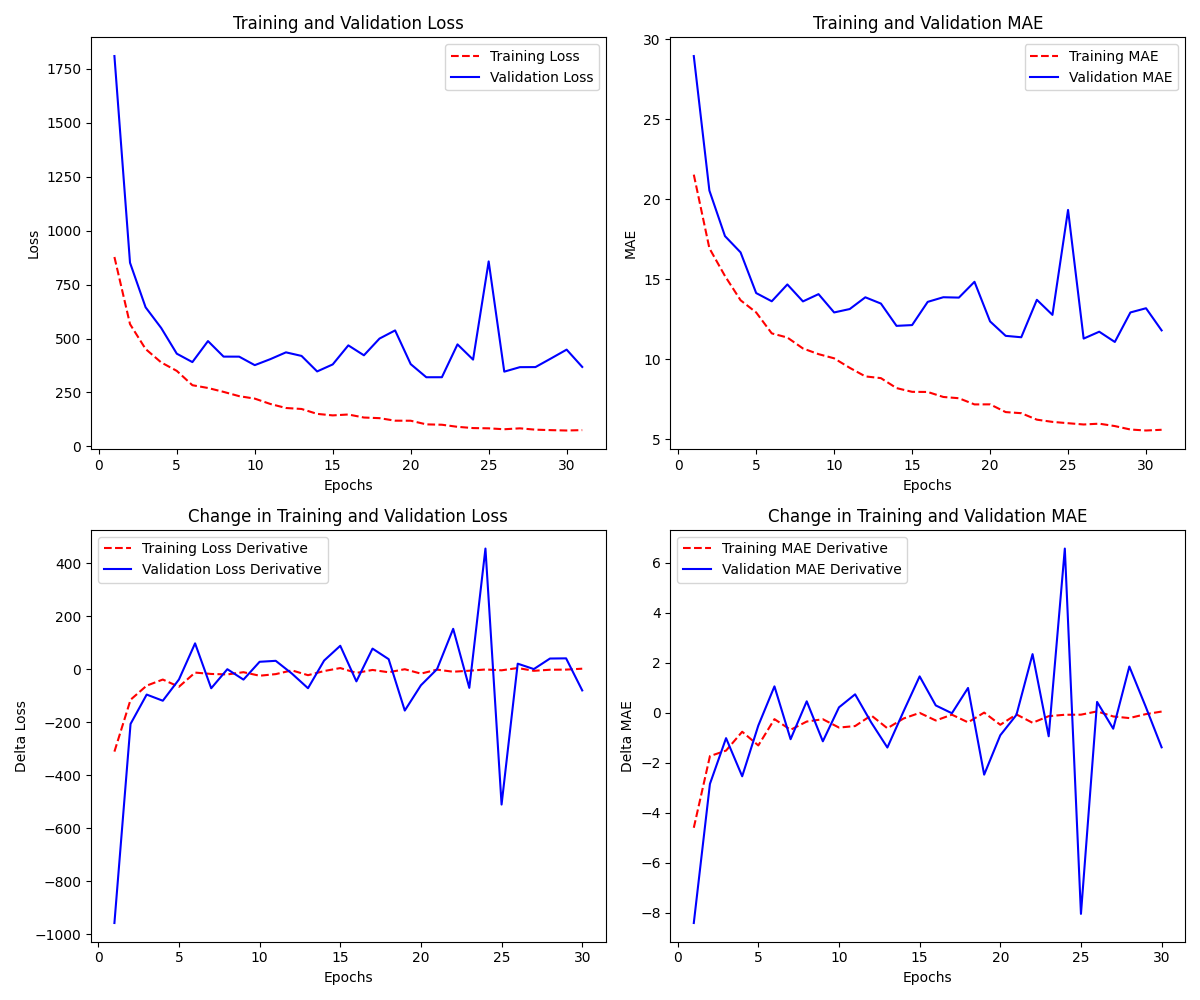 Training and Validation Loss
Loss
1750
1500
1250
1000
750
500
250
0
0 5 10 15 20 25 30
Epochs
Training Loss
Validation Loss
Training and Validation MAE
MAE
30
25
20
15
10
5
0 5 10 15 20 25 30
Epochs
Training MAE
Validation MAE
Change in Training and Validation Loss
Delta Loss
400
200
0
−200
−400
−600
−800
−1000
0 5 10 15 20 25 30
Epochs
Training Loss Derivative
Validation Loss Derivative
Change in Training and Validation MAE
Delta MAE
6
4
2
0
−2
−4
−6
−8
0 5 10 15 20 25 30
Epochs
Training MAE Derivative
Validation MAE Derivative